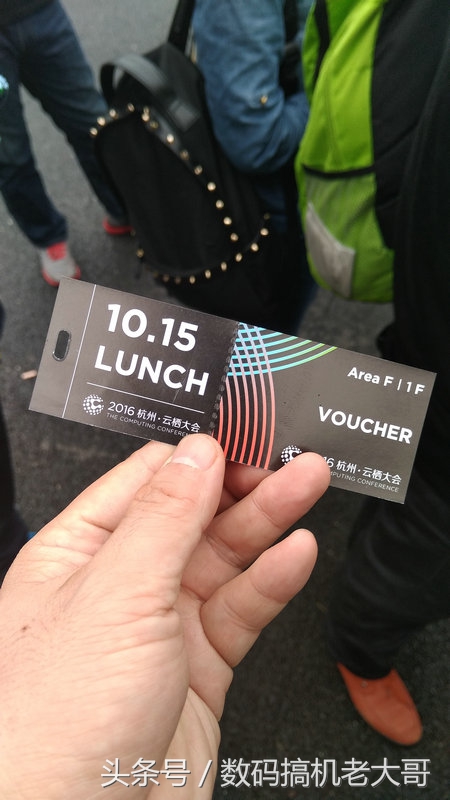 10.15
LUNCH
2016 杭州·云栖大会
THE COMPUTING CONFERENCE
Area F | 1F
VOUCHER
16 杭州·云栖大会
COMPUTING CONFERENCE
头条号 / 数码搞机老大哥